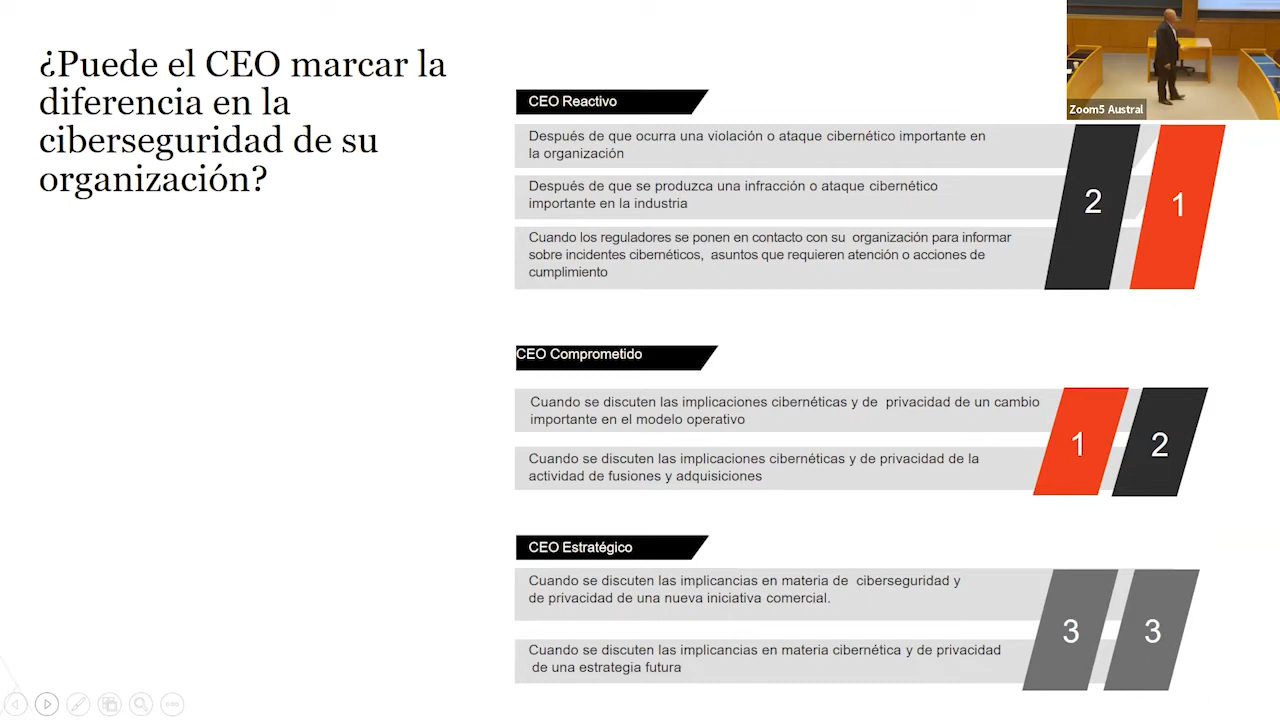 ¿Puede el CEO marcar la
diferencia en la
ciberseguridad de su
organización?
Zoom5 Austral
CEO Reactivo
Después de que ocurra una violación o ataque cibernético importante en
la organización
Después de que se produzca una infracción o ataque cibernético
importante en la industria
Cuando los reguladores se ponen en contacto con su organización para informar
sobre incidentes cibernéticos, asuntos que requieren atención o acciones de
cumplimiento
2
1
CEO Comprometido
Cuando se discuten las implicaciones cibernéticas y de privacidad de un cambio
importante en el modelo operativo
Cuando se discuten las implicaciones cibernéticas y de privacidad de la
actividad de fusiones y adquisiciones
1
2
CEO Estratégico
Cuando se discuten las implicancias en materia de ciberseguridad y
de privacidad de una nueva iniciativa comercial.
Cuando se discuten las implicancias en materia cibernética y de privacidad
de una estrategia futura
3
3